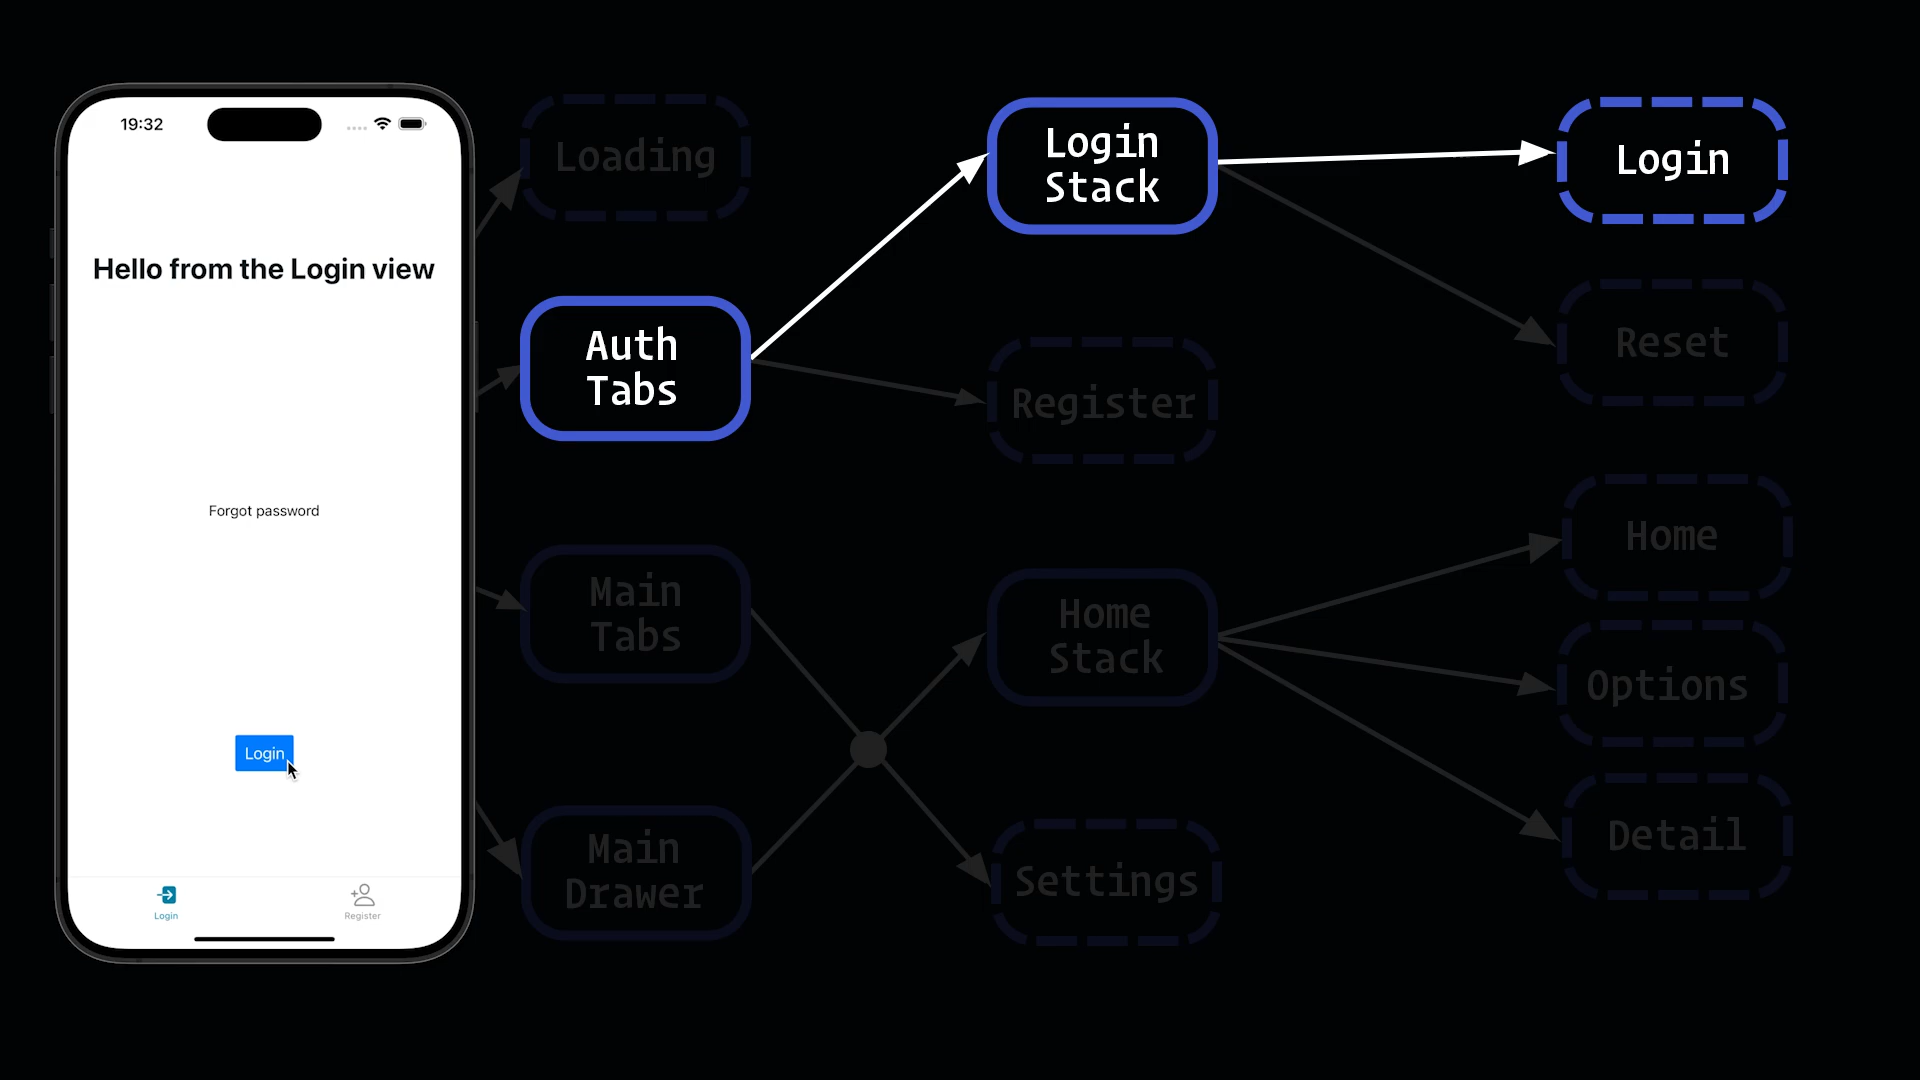 19:32
Hello from the Login view
Forgot password
Login
Login
Register
Loading
Auth
Tabs
Main
Tabs
Main
Drawer
Login
Stack
Register
Home
Stack
Settings
Login
Reset
Home
Options
Detail